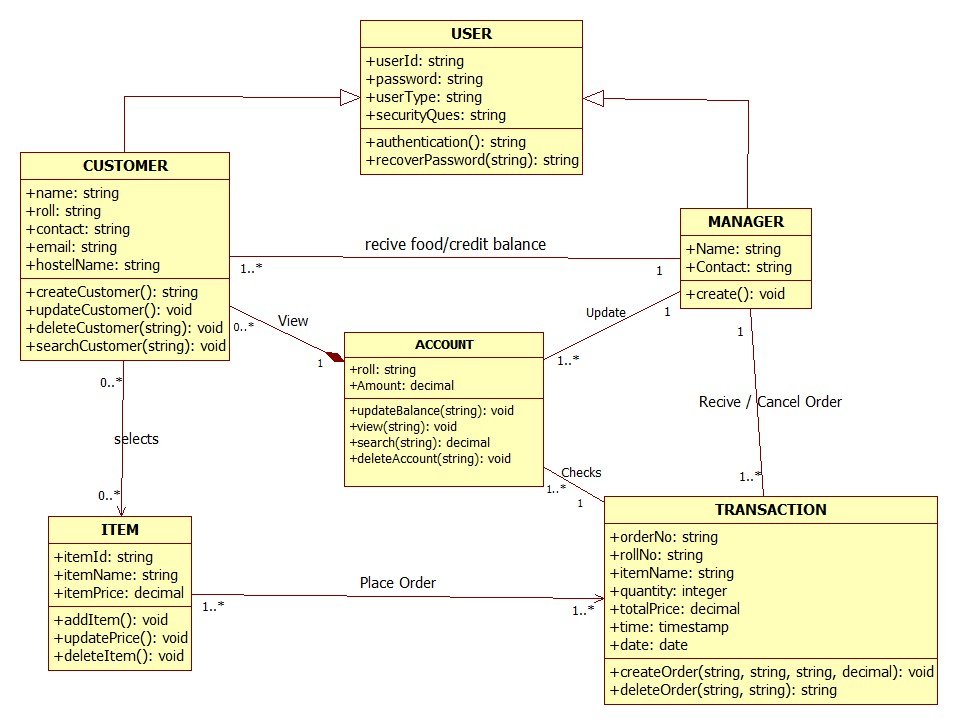 USER
+userId: string
+password: string
+userType: string
+securityQues: string
+authentication(): string
+recoverPassword(string): string
CUSTOMER
+name: string
+roll: string
+contact: string
+email: string
+hostelName: string
+createCustomer(): string
+updateCustomer(): void
+deleteCustomer(string): void
+searchCustomer(string): void
MANAGER
+Name: string
+Contact: string
+create(): void
recive food/credit balance
1..*
1
View
0..*
1
Update
1
1..*
ACCOUNT
+roll: string
+Amount: decimal
+updateBalance(string): void
+view(string): void
+search(string): decimal
+deleteAccount(string): void
1
Recive / Cancel Order
1..*
0..*
selects
0..*
Checks
1..*
1
ITEM
+itemId: string
+itemName: string
+itemPrice: decimal
+addItem(): void
+updatePrice(): void
+deleteItem(): void
Place Order
1..*
1..*
TRANSACTION
+orderNo: string
+rollNo: string
+itemName: string
+quantity: integer
+totalPrice: decimal
+time: timestamp
+date: date
+createOrder(string, string, string, decimal): void
+deleteOrder(string, string): string